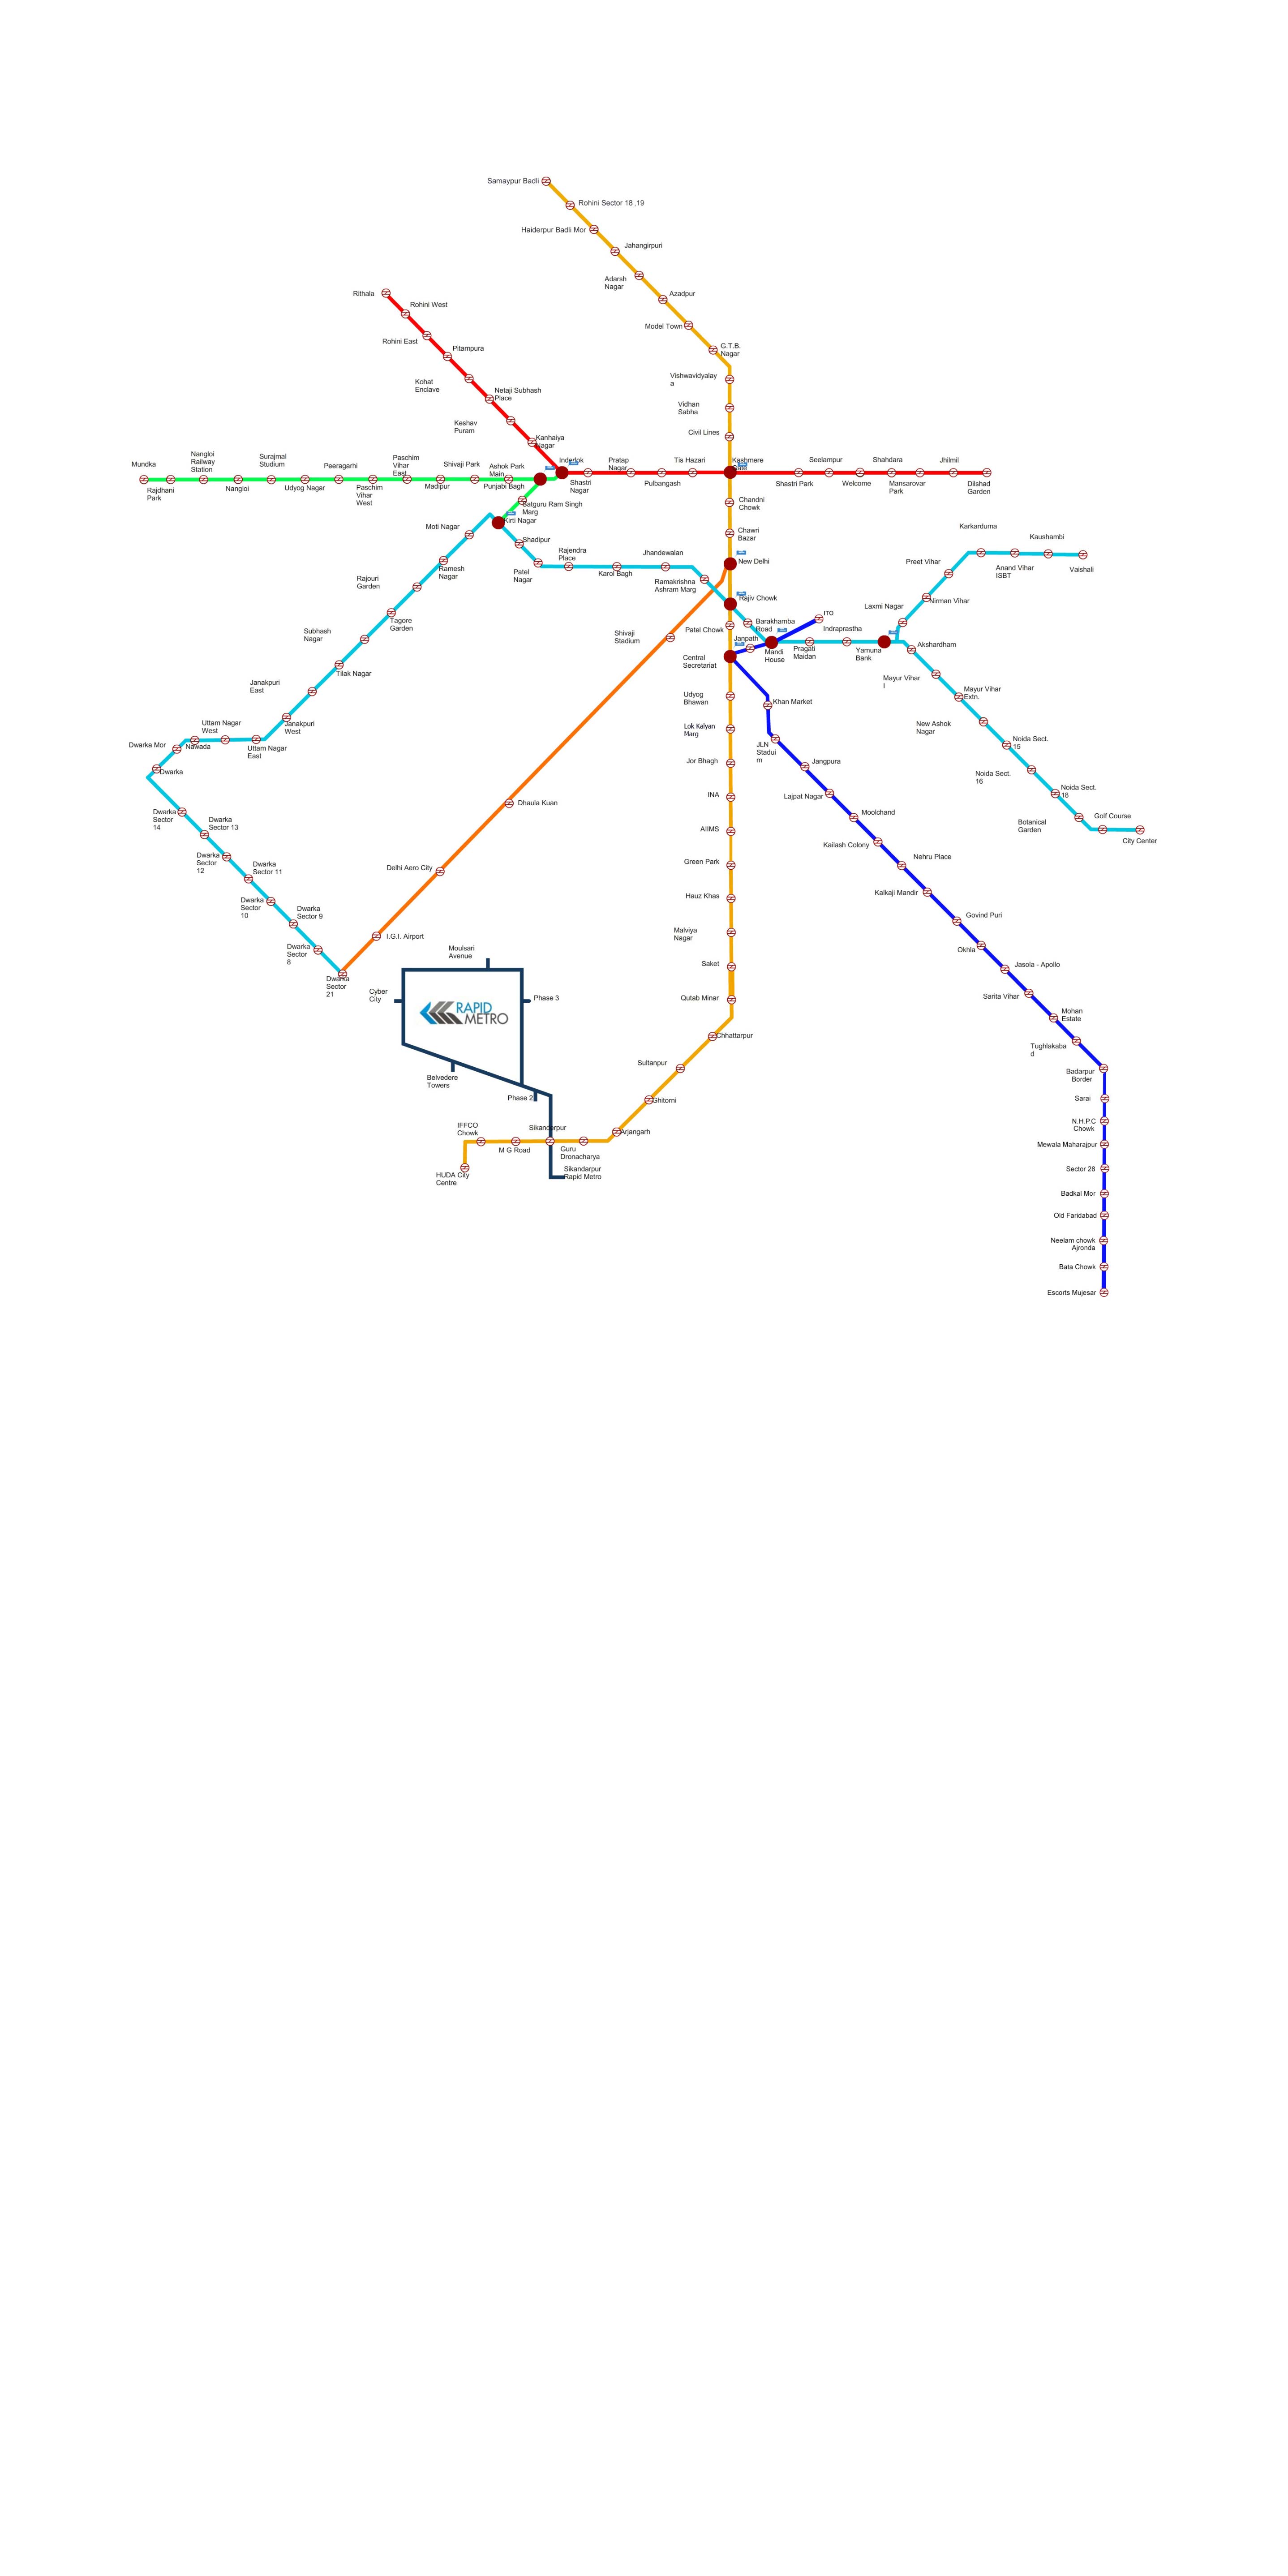 Samaypur Badli
Rohini Sector 18 .19
Haiderpur Badli Mor
Jahangirpuri
Adarsh
Nagar
Azadpur
Model Town
G.T.B.
Nagar
Vishwavidyalay
a
Vidhan
Sabha
Civil Lines
Rithala
Rohini West
Rohini East
Pitampura
Kohat
Enclave
Netaji Subhash
Place
Keshav
Puram
Kanhaiya
Nagar
Mundka
Rajdhani
Park
Nangloi
Railway
Station
Nangloi
Surajmal
Studium
Udyog Nagar
Peeragarhi
Paschim
Vihar
West
Paschim
Vihar
East
Madipur
Shivaji Park
Punjabi Bagh
Ashok Park
Main
Inderlok
Shastri
Nagar
Pratap
Nagar
Pulbangash
Tis Hazari
Kashmere
Gate
Shastri Park
Seelampur
Welcome
Shahdara
Mansarovar
Park
Jhilmil
Dilshad
Garden
Satguru Ram Singh
Marg
Kirti Nagar
Chandni
Chowk
Chawri
Bazar
New Delhi
Rajiv Chowk
Patel Chowk
Central
Secretariat
Moti Nagar
Shadipur
Patel
Nagar
Rajendra
Place
Karol Bagh
Jhandewalan
Ramakrishna
Ashram Marg
Barakhamba
Road
Janpath
Mandi
House
ITO
Pragati
Maidan
Indraprastha
Yamuna
Bank
Laxmi Nagar
Nirman Vihar
Preet Vihar
Karkarduma
Anand Vihar
ISBT
Kaushambi
Vaishali
Akshardham
Mayur Vihar
I
Mayur Vihar
Extn.
New Ashok
Nagar
Noida Sect.
15
Noida Sect.
16
Noida Sect.
18
Botanical
Garden
Golf Course
City Center
Ramesh
Nagar
Rajouri
Garden
Tagore
Garden
Subhash
Nagar
Tilak Nagar
Janakpuri
East
Janakpuri
West
Uttam Nagar
East
Uttam Nagar
West
Nawada
Dwarka Mor
Dwarka
Dwarka
Sector
14
Dwarka
Sector 13
Dwarka
Sector
12
Dwarka
Sector 11
Dwarka
Sector
10
Dwarka
Sector 9
Dwarka
Sector
8
Dwarka
Sector
21
Shivaji
Stadium
Dhaula Kuan
Delhi Aero City
I.G.I. Airport
Udyog
Bhawan
Lok Kalyan
Marg
Jor Bhagh
INA
AIIMS
Green Park
Hauz Khas
Malviya
Nagar
Saket
Qutab Minar
Chhattarpur
Sultanpur
Ghitorni
Arjangarh
Guru
Dronacharya
Sikanderpur
M G Road
IFFCO
Chowk
HUDA City
Centre
Moulsari
Avenue
Cyber
City
Phase 3
RAPID
METRO
Belvedere
Towers
Phase 2
Sikandarpur
Rapid Metro
Khan Market
JLN
Stadui
m
Jangpura
Lajpat Nagar
Moolchand
Kailash Colony
Nehru Place
Kalkaji Mandir
Govind Puri
Okhla
Jasola - Apollo
Sarita Vihar
Mohan
Estate
Tughlakaba
d
Badarpur
Border
Sarai
N.H.P.C
Chowk
Mewala Maharajpur
Sector 28
Badkal Mor
Old Faridabad
Neelam chowk
Ajronda
Bata Chowk
Escorts Mujesar